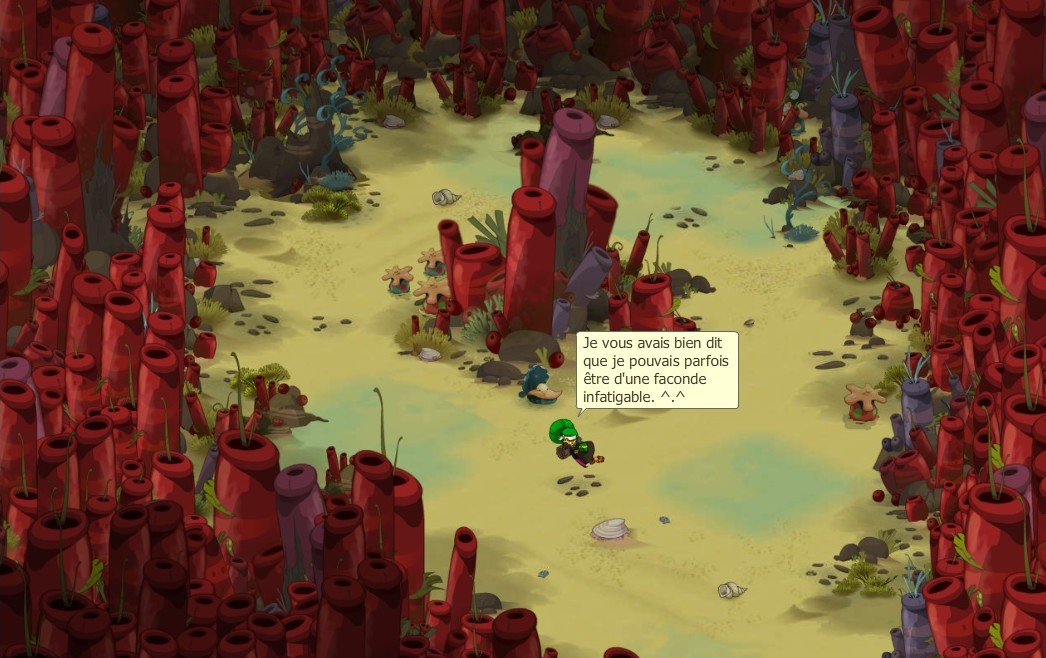 Je vous avais bien dit
que je pouvais parfois
être d'une faconde
infatigable. ^.^